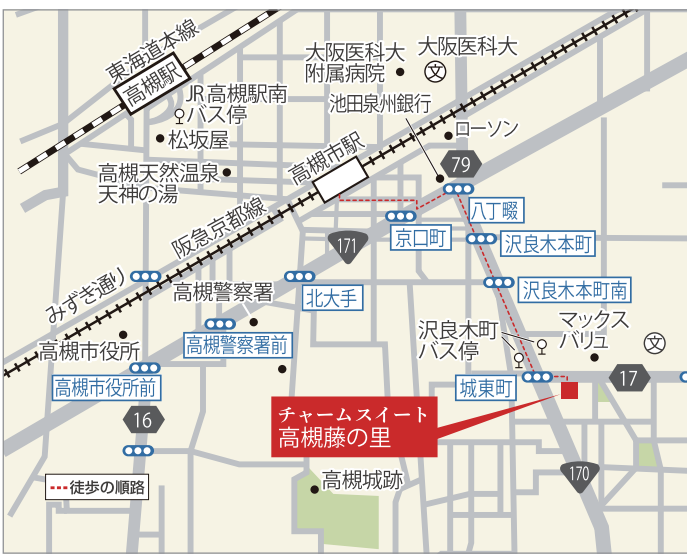 東海道本線
高槻駅
大阪医科大
附属病院
大阪医科大
文
JR高槻駅南
バス停
池田泉州銀行
松坂屋
ローソン
高槻市駅
79
高槻天然温泉
天神の湯
阪急京都線
八丁畷
京口町
沢良木本町
171
みずき通り
高槻警察署
北大手
沢良木本町南
沢良木町
バス停
マックス
バリュ
文
高槻市役所
高槻警察署前
高槻市役所前
城東町
17
16
チャームスイート
高槻藤の里
170
高槻城跡
徒歩の順路